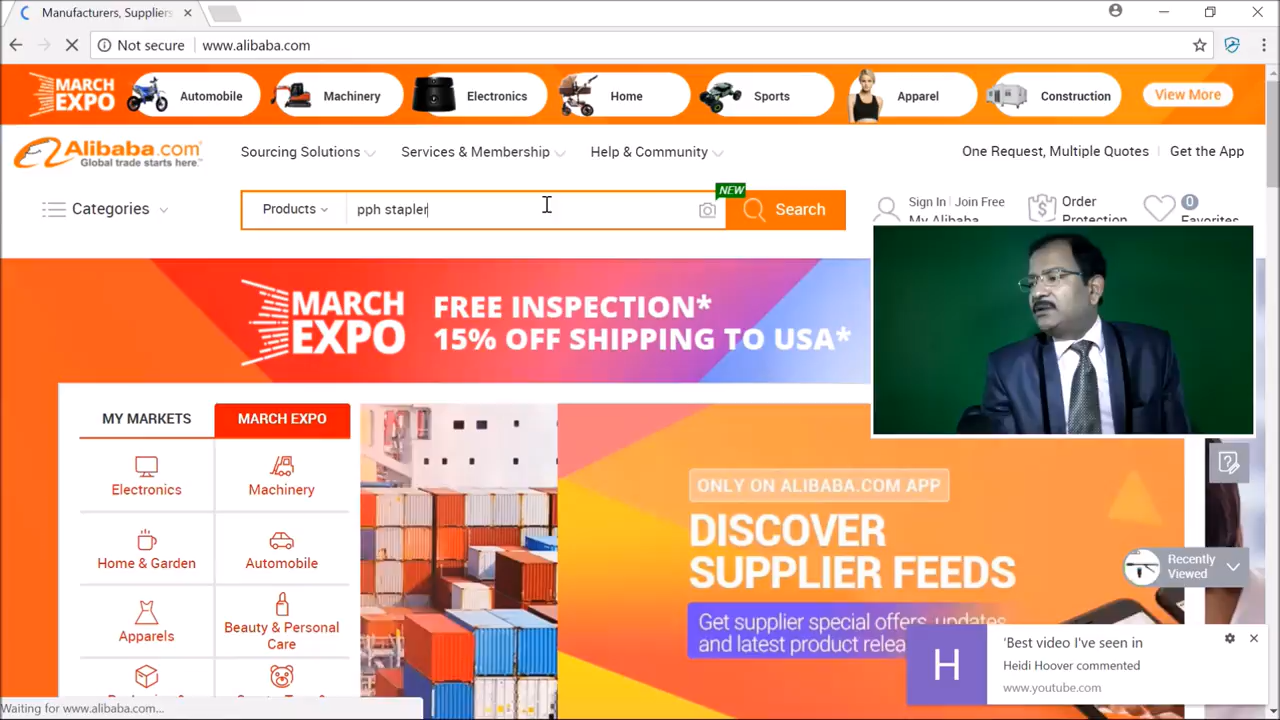 Manufacturers, Suppliers
Not secure www.alibaba.com
MARCH EXPO
Automobile
Machinery
Electronics
Home
Sports
Apparel
Construction
View More
Alibaba.com
Global trade starts here.™
Sourcing Solutions
Services & Membership
Help & Community
One Request, Multiple Quotes
Get the App
Categories
Products
pph stapler
NEW
Search
Sign In Join Free
My Alibaba
Order
Protection
0
Favorites
MARCH
EXPO
FREE INSPECTION*
15% OFF SHIPPING TO USA*
MY MARKETS
MARCH EXPO
Electronics
Machinery
Home & Garden
Automobile
Apparels
Beauty & Personal
Care
ONLY ON ALIBABA.COM APP
DISCOVER
SUPPLIER FEEDS
Get supplier special offers, updates
and latest product relea
Recently
Viewed
H
'Best video I've seen in
Heidi Hoover commented
www.youtube.com
Waiting for www.alibaba.com...